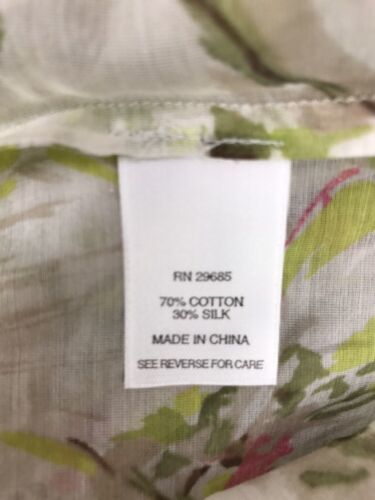 RN 29685
70% COTTON
30% SILK
MADE IN CHINA
SEE REVERSE FOR CARE